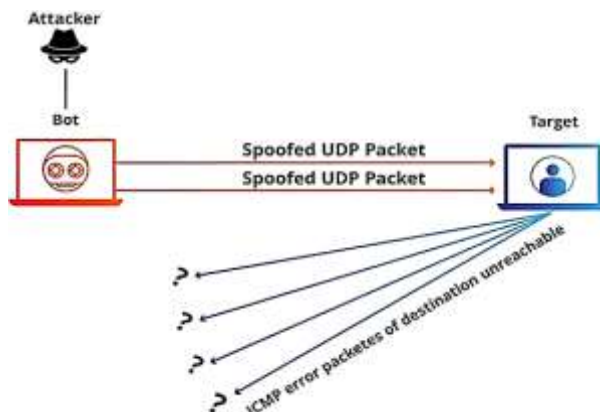 Attacker
Bot
Target
Spoofed UDP Packet
Spoofed UDP Packet
?
?
?
?
ICMP error packetes of destination unreachable